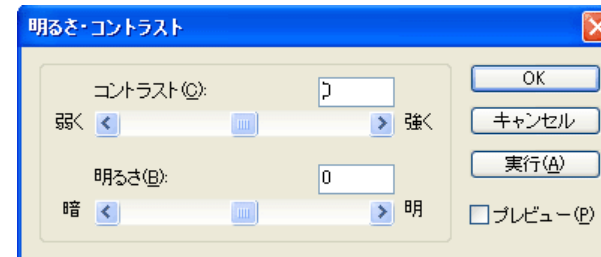 明るさ・コントラスト
コントラスト(C):
弱く
強く
明るさ(B):
0
暗
明
OK
キャンセル
実行(A)
プレビュー(P)